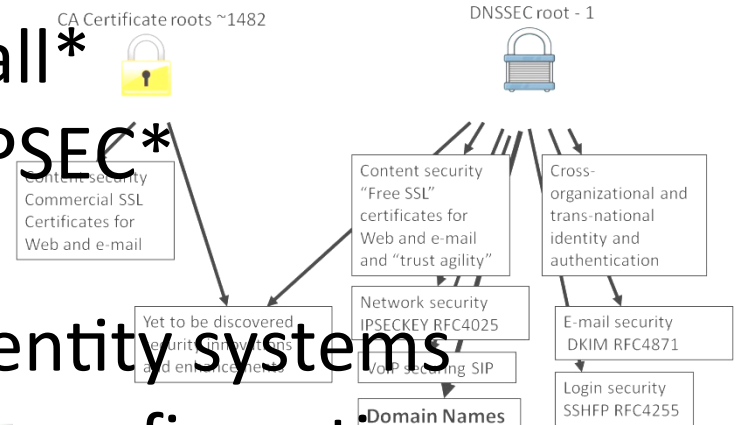 CA Certificate roots ~1482
DNSSEC root - 1
all*
PSEC*
Content security
Commercial SSL
Certificates for
Web and e-mail
Content security
“Free SSL”
certificates for
Web and e-mail
and “trust agility”
Cross-
organizational and
trans-national
identity and
authentication
Network security
IPSECKEY RFC4025
Yet to be discovered
security innovations
and enhancements
E-mail security
DKIM RFC4871
entity systems
VoIP securing SIP
Login security
SSHFP RFC4255
Domain Names